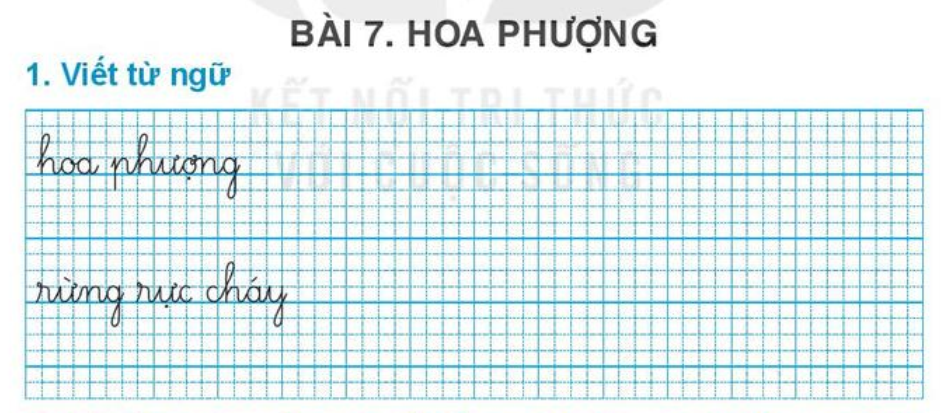 BÀI 7. HOA PHƯỢNG
1. Viết từ ngữ
KẾT NỐI TRI THỨC
hoa phượng
VỚI CUỘC SỐNG
rừng rực cháy